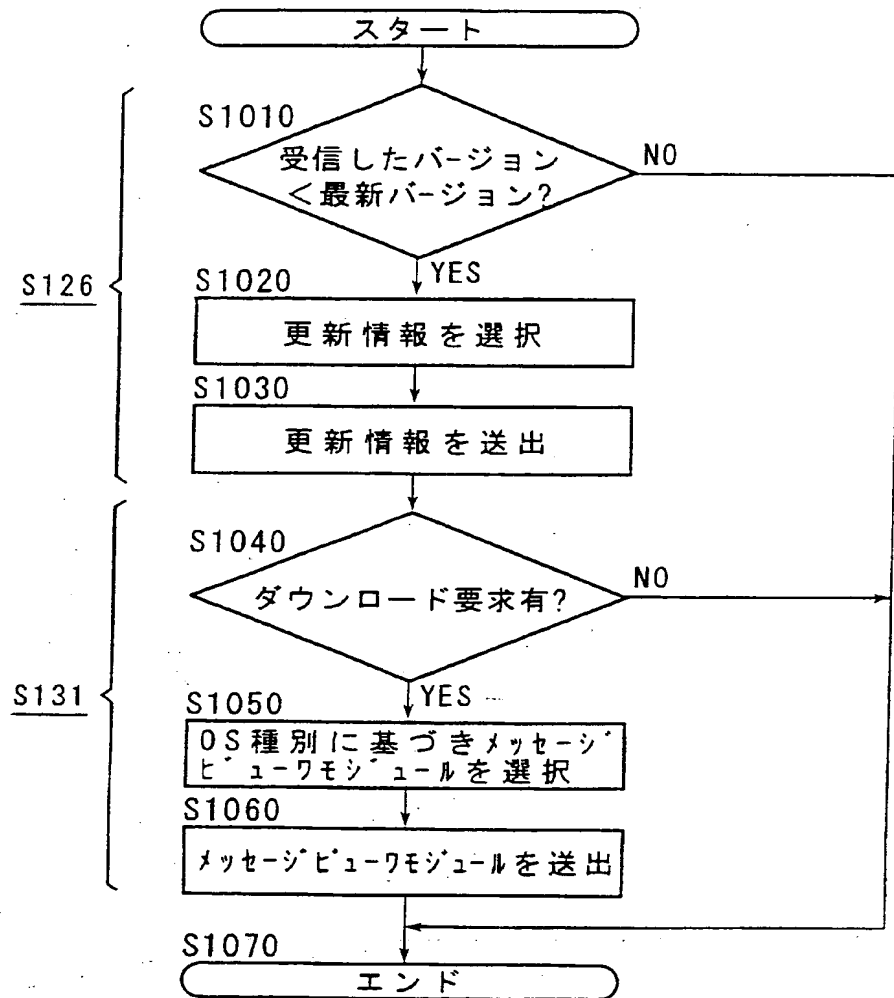 スタート
S1010
受信したバージョン
<最新バージョン?
NO
YES
S126
S1020
更新情報を選択
S1030
更新情報を送出
S1040
ダウンロード要求有?
NO
YES
S131
S1050
OS種別に基づきメッセージ
ビューワモジュールを選択
S1060
メッセージビューワモジュールを送出
S1070
エンド